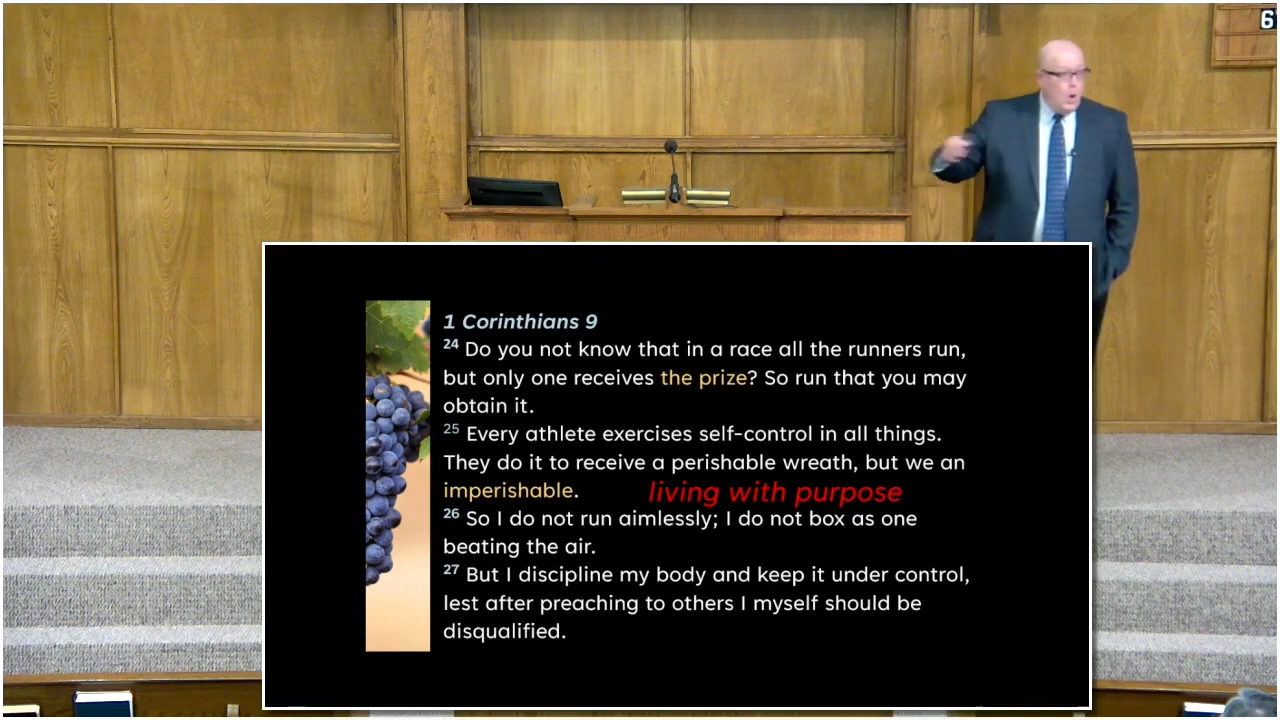 6
1 Corinthians 9
24 Do you not know that in a race all the runners run,
but only one receives the prize? So run that you may
obtain it.
25 Every athlete exercises self-control in all things.
They do it to receive a perishable wreath, but we an
imperishable. living with purpose
26 So I do not run aimlessly; I do not box as one
beating the air.
27 But I discipline my body and keep it under control,
lest after preaching to others I myself should be
disqualified.